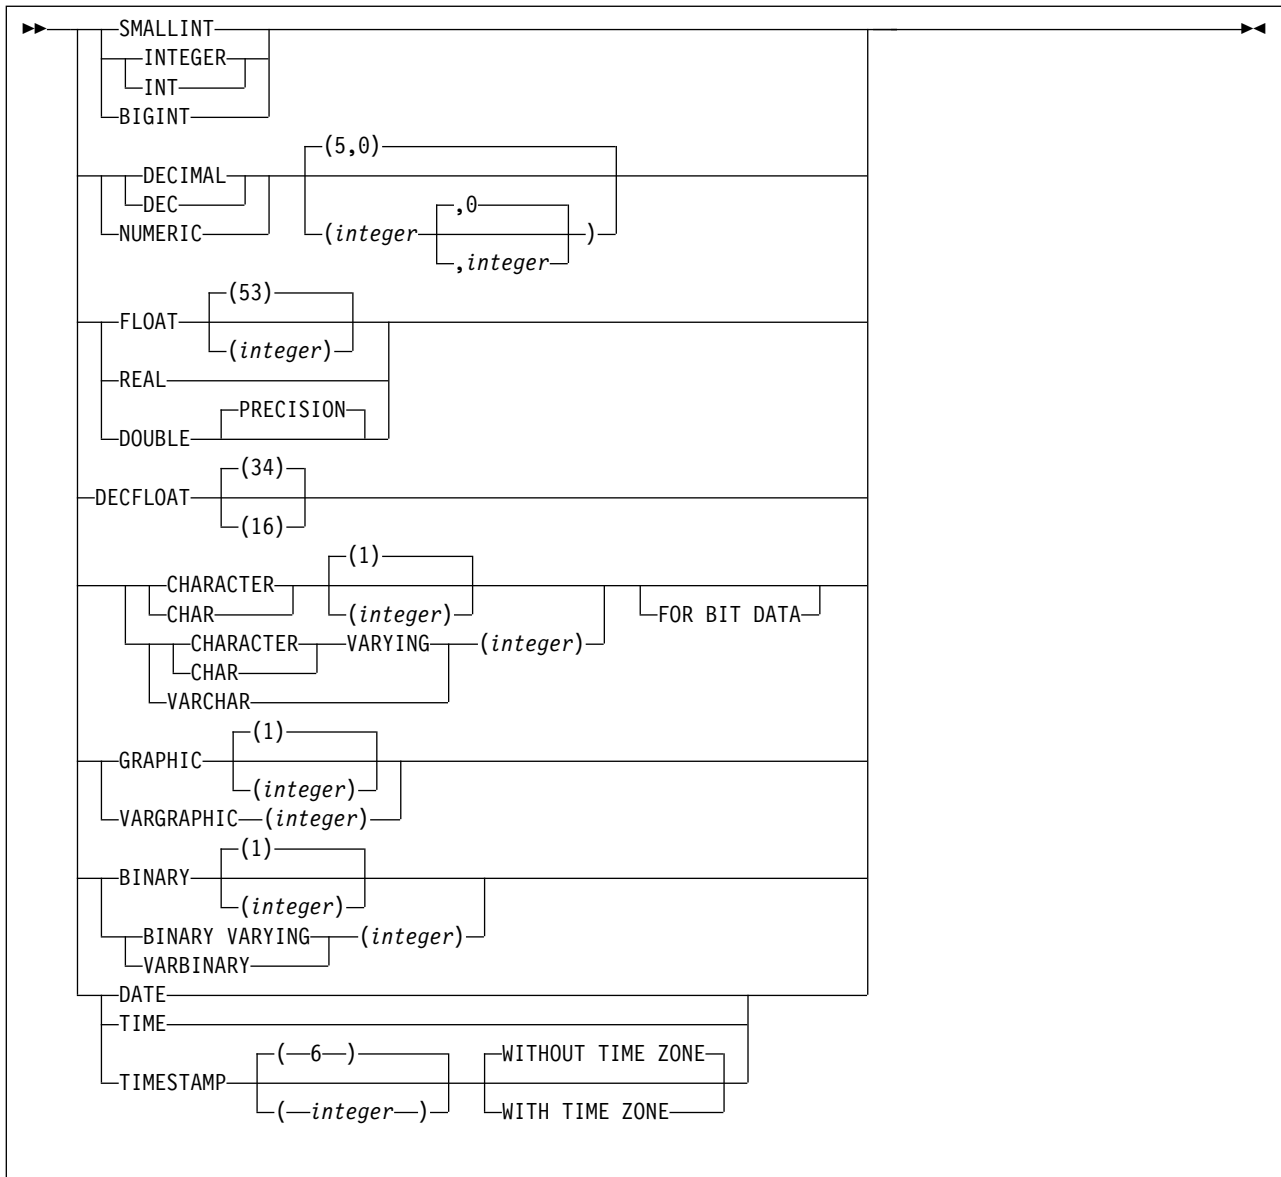 SMALLINT
INTEGER
INT
BIGINT
(5,0)
DECIMAL
DEC
NUMERIC
,0
(integer )
,integer
(53)
FLOAT
(integer)
REAL
PRECISION
DOUBLE
(34)
DECFLOAT
(16)
(1)
CHARACTER
CHAR (integer) FOR BIT DATA
CHARACTER VARYING (integer)
CHAR
VARCHAR
(1)
GRAPHIC
(integer)
VARGRAPHIC (integer)
(1)
BINARY
(integer)
BINARY VARYING (integer)
VARBINARY
DATE
TIME
( 6 ) WITHOUT TIME ZONE
TIMESTAMP
( integer ) WITH TIME ZONE